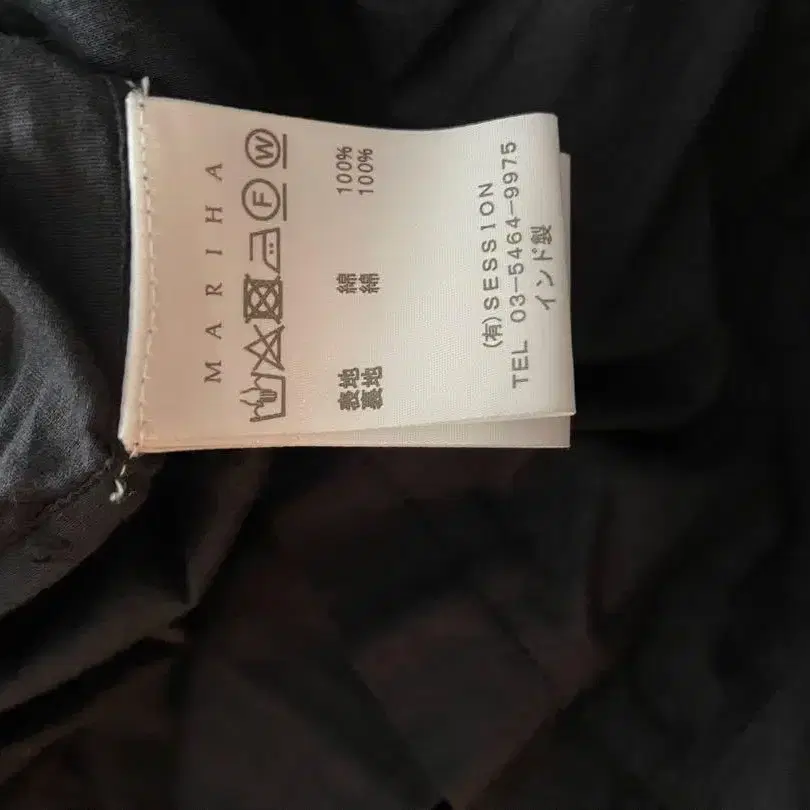 MARIHA
F W
表地 綿 100%
裏地 綿 100%
(有)SESSION
TEL 03-5464-9975
インド製